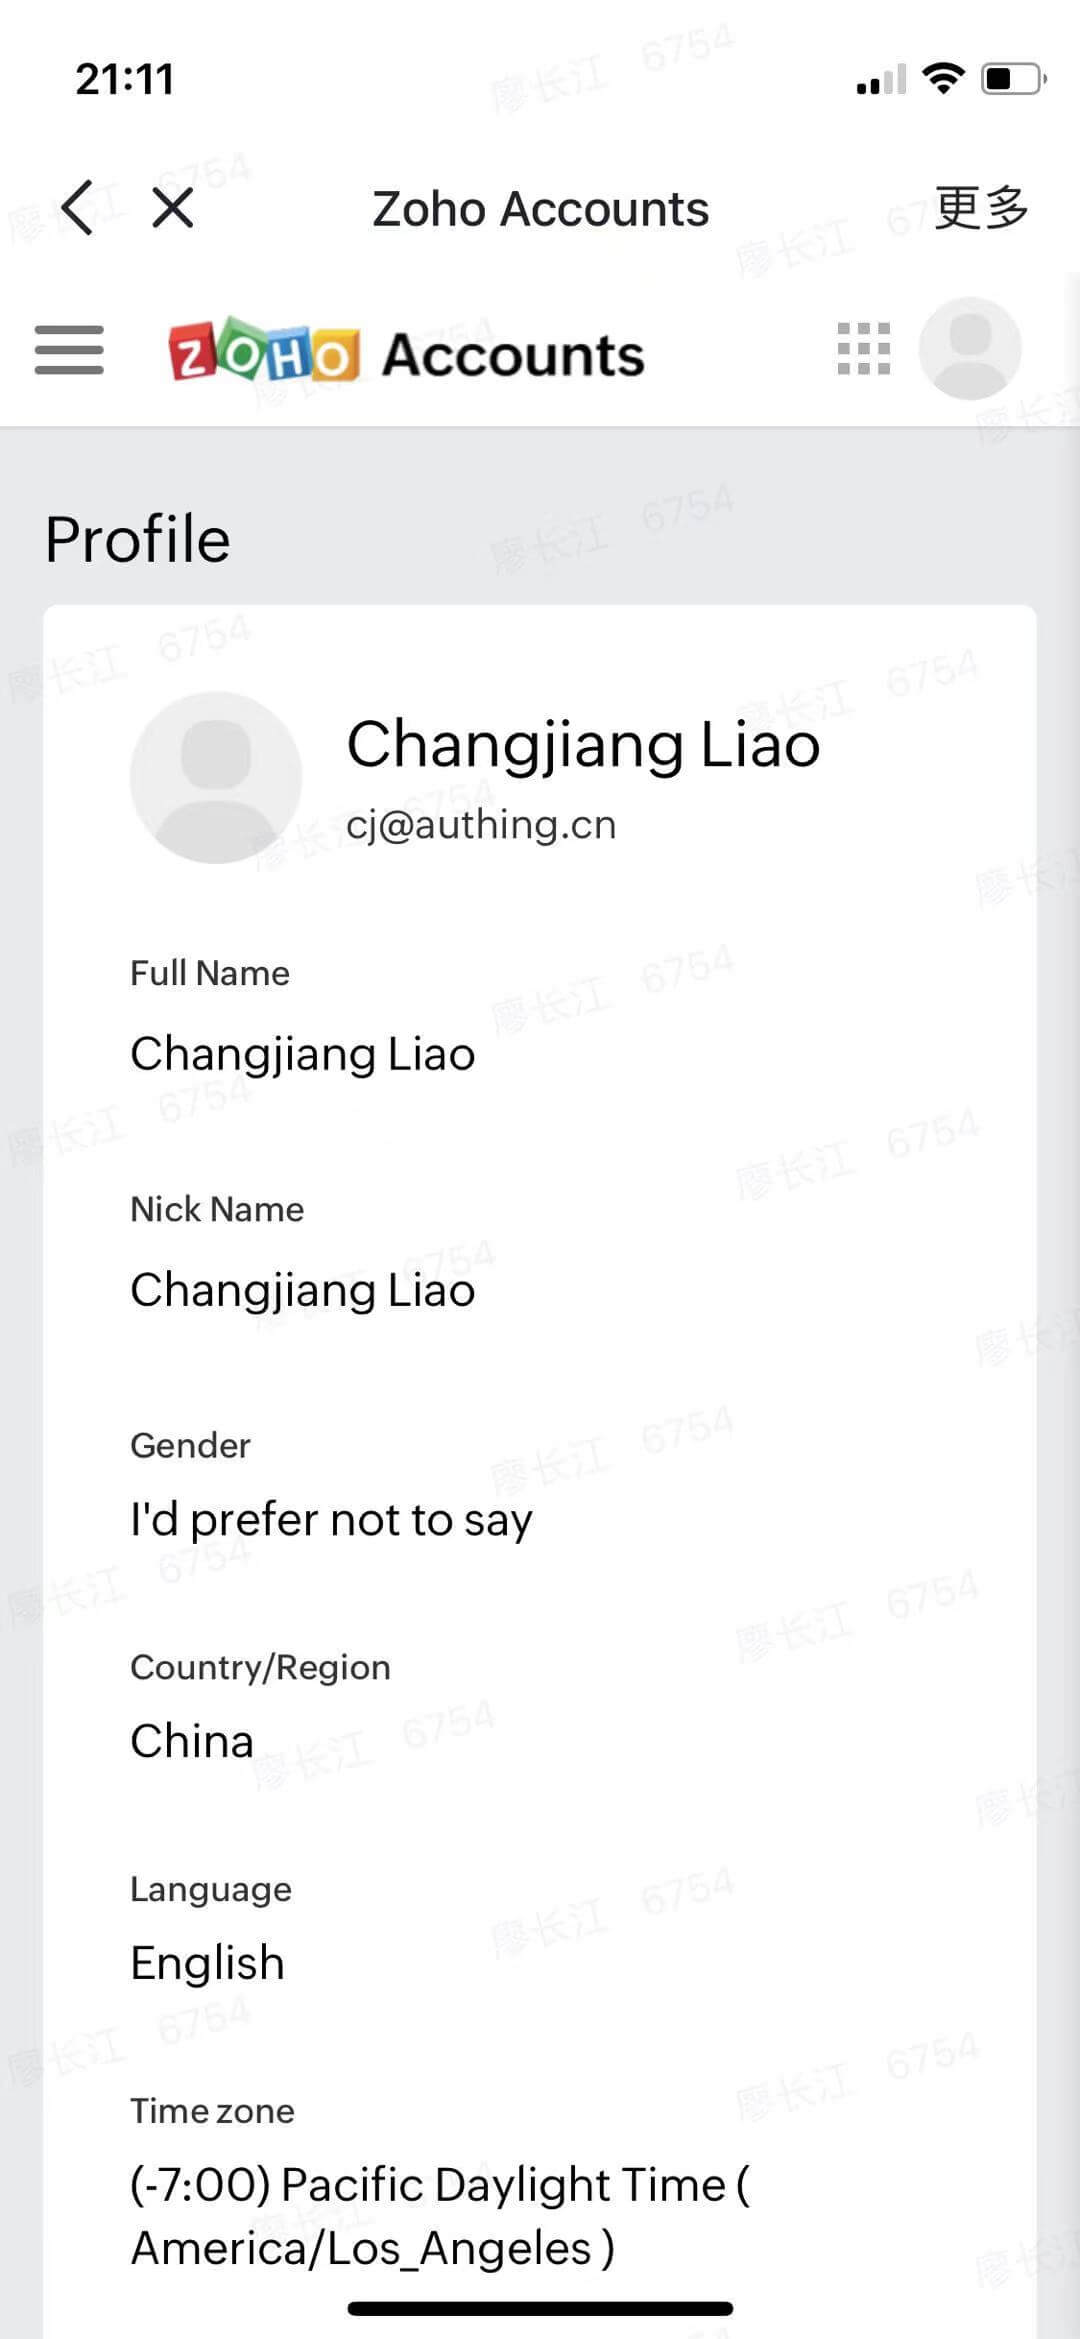 21:11
Zoho Accounts
更多
ZOHO Accounts
Profile
Changjiang Liao
cj@authing.cn
Full Name
Changjiang Liao
Nick Name
Changjiang Liao
Gender
I'd prefer not to say
Country/Region
China
Language
English
Time zone
(-7:00) Pacific Daylight Time (
America/Los_Angeles )
廖长江 6754